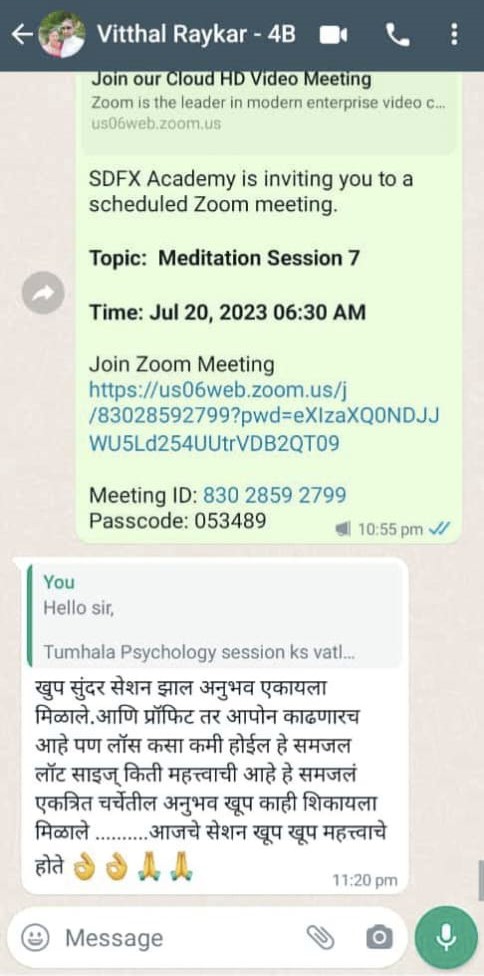 Vitthal Raykar - 4B
Join our Cloud HD Video Meeting
Zoom is the leader in modern enterprise video c...
us06web.zoom.us
SDFX Academy is inviting you to a
scheduled Zoom meeting.
Topic: Meditation Session 7
Time: Jul 20, 2023 06:30 AM
Join Zoom Meeting
https://us06web.zoom.us/j
/83028592799?pwd=eXIzaXQ0NDJJ
WU5Ld254UUtrVDB2QT09
Meeting ID: 830 2859 2799
Passcode: 053489
10:55 pm
You
Hello sir,
Tumhala Psychology session ks vatl...
खुप सुंदर सेशन झाल अनुभव एकायला
मिळाले.आणि प्रॉफिट तर आपोन काढणारच
आहे पण लॉस कसा कमी होईल हे समजल
लॉट साइज् किती महत्त्वाची आहे हे समजलं
एकत्रित चर्चेतील अनुभव खूप काही शिकायला
मिळाले ..........आजचे सेशन खूप खूप महत्त्वाचे
होते 👌👌🙏🙏
11:20 pm
Message